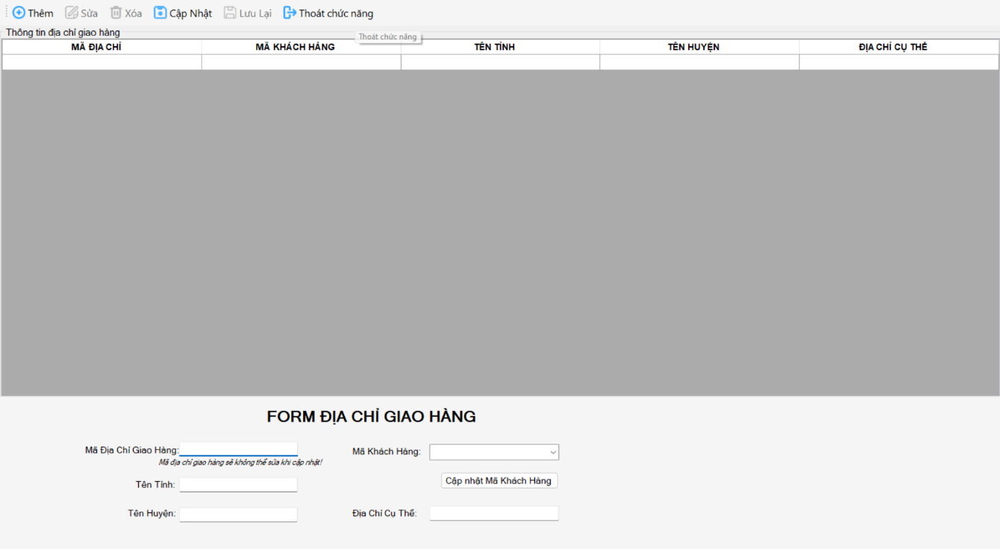 Thêm Sửa Xóa Cập Nhật Lưu Lại Thoát chức năng
Thông tin địa chỉ giao hàng
Thoát chức năng
MÃ ĐỊA CHỈ MÃ KHÁCH HÀNG TÊN TỈNH TÊN HUYỆN ĐỊA CHỈ CỤ THỂ
FORM ĐỊA CHỈ GIAO HÀNG
Mã Địa Chỉ Giao Hàng: Mã Khách Hàng:
Mã địa chỉ giao hàng sẽ không thể sửa khi cập nhật!
Tên Tỉnh: Cập nhật Mã Khách Hàng
Tên Huyện: Địa Chỉ Cụ Thể: